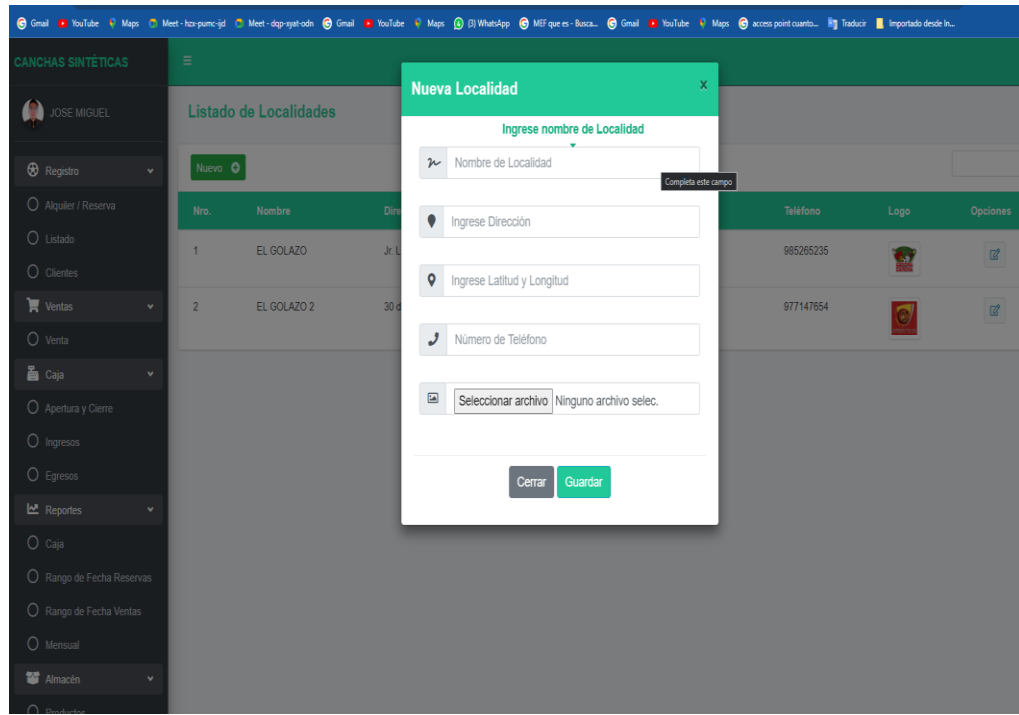 Gmail YouTube Maps Meet - hzx-pumc-ijd Meet - dqp-xyat-odn Gmail YouTube Maps (3) WhatsApp MEF que es - Busca... Gmail YouTube Maps access point cuanto... Traducir Importado desde In...
CANCHAS SINTÉTICAS
JOSE MIGUEL
Registro
Alquiler / Reserva
Listado
Clientes
Ventas
Venta
Caja
Apertura y Cierre
Ingresos
Egresos
Reportes
Caja
Rango de Fecha Reservas
Rango de Fecha Ventas
Mensual
Almacén
Productos
Listado de Localidades
Nuevo
Nro. Nombre Dire Teléfono Logo Opciones
1 EL GOLAZO Jr. L 985265235
2 EL GOLAZO 2 30 d 977147654
Nueva Localidad x
Ingrese nombre de Localidad
Nombre de Localidad
Completa este campo
Ingrese Dirección
Ingrese Latitud y Longitud
Número de Teléfono
Seleccionar archivo Ninguno archivo selec.
Cerrar Guardar